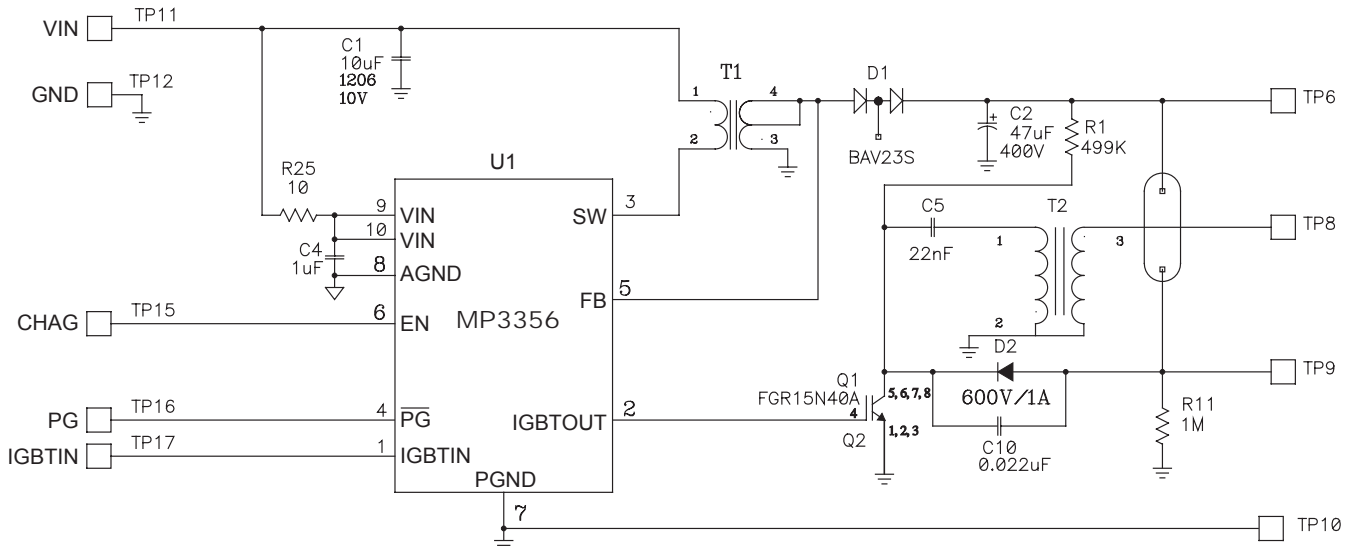 VIN
TP11
C1
10uF
1206
10V
GND
TP12
T1
1
4
2
3
D1
BAV23S
C2
+
47uF
400V
R1
499K
TP6
U1
R25
10
9
VIN
10
VIN
C4
1uF
8
AGND
SW
3
C5
22nF
T2
1
3
2
TP8
FB
5
CHAG
TP15
6
EN
MP3356
D2
600V/1A
TP9
Q1
FGR15N40A
5,6,7,8
4
1,2,3
Q2
C10
0.022uF
R11
1M
PG
TP16
4
PG
IGBTOUT
2
IGBTIN
TP17
1
IGBTIN
PGND
7
TP10